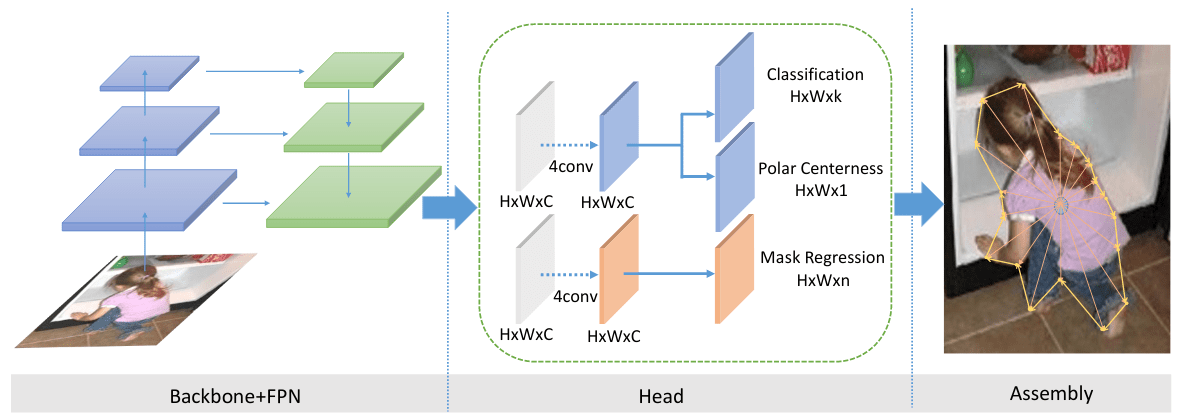 Classification
HxWxk
4conv
Polar Centerness
HxWx1
HxWxC
HxWxC
Mask Regression
HxWxn
4conv
HxWxC
HxWxC
Backbone+FPN
Head
Assembly